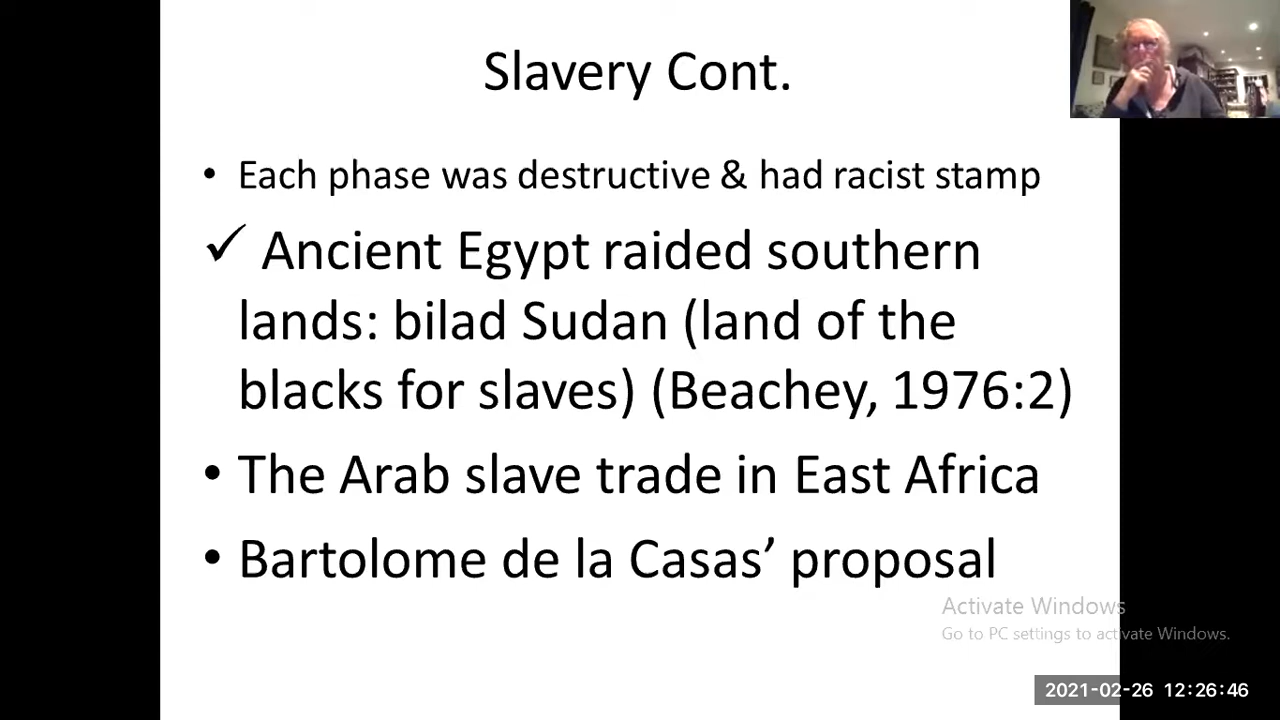 Slavery Cont.
• Each phase was destructive & had racist stamp
✓ Ancient Egypt raided southern
lands: bilad Sudan (land of the
blacks for slaves) (Beachey, 1976:2)
• The Arab slave trade in East Africa
• Bartolome de la Casas’ proposal
Activate Windows
Go to PC settings to activate Windows.
2021-02-26 12:26:46